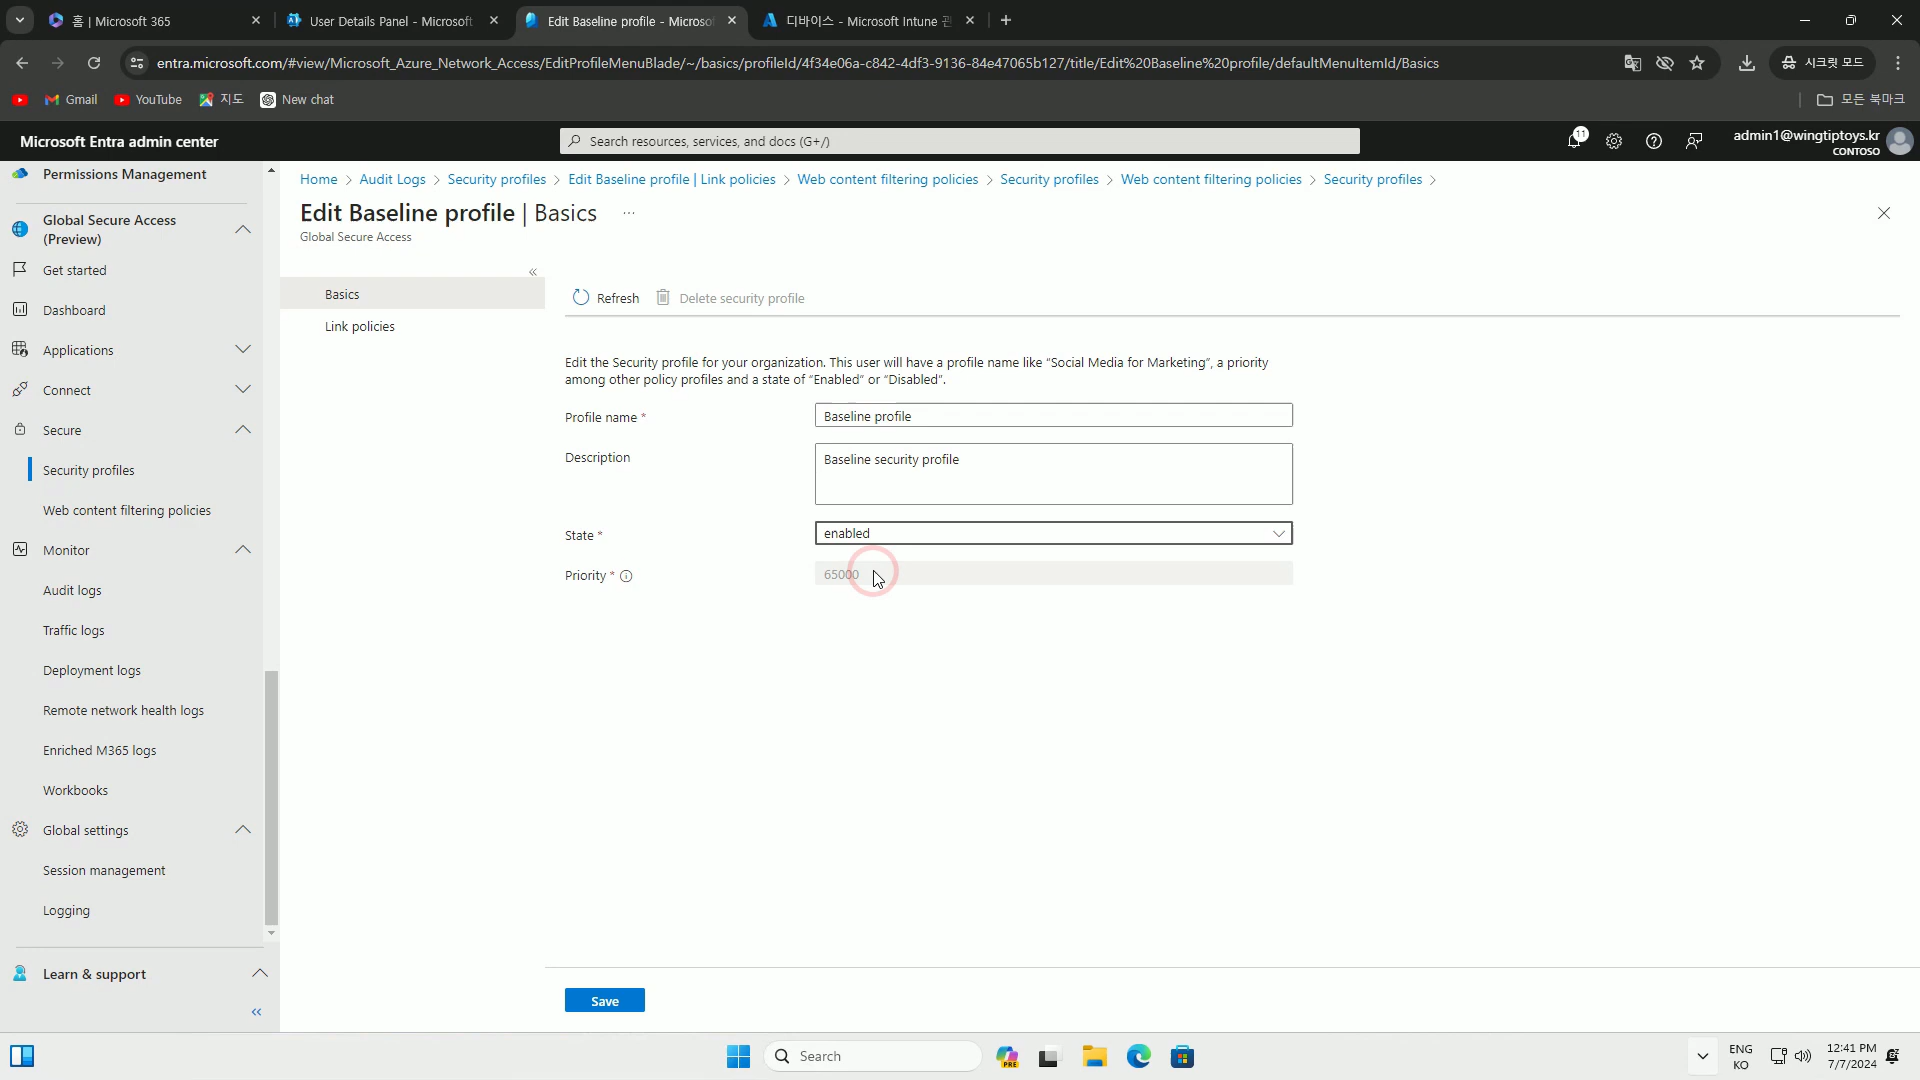 홈 | Microsoft 365
User Details Panel - Microsoft
Edit Baseline profile - Microso
디바이스 - Microsoft Intune 관
entra.microsoft.com/#view/Microsoft_Azure_Network_Access/EditProfileMenuBlade/~/basics/profileId/4f34e06a-c842-4df3-9136-84e47065b127/title/Edit%20Baseline%20profile/defaultMenuItemId/Basics
시크릿 모드
Gmail
YouTube
지도
New chat
모든 북마크
Microsoft Entra admin center
Search resources, services, and docs (G+/)
11
admin1@wingtiptoys.kr
CONTOSO
Permissions Management
Global Secure Access
(Preview)
Get started
Dashboard
Applications
Connect
Secure
Security profiles
Web content filtering policies
Monitor
Audit logs
Traffic logs
Deployment logs
Remote network health logs
Enriched M365 logs
Workbooks
Global settings
Session management
Logging
Learn & support
Home > Audit Logs > Security profiles > Edit Baseline profile | Link policies > Web content filtering policies > Security profiles > Web content filtering policies > Security profiles >
Edit Baseline profile | Basics ...
Global Secure Access
Basics
Link policies
Refresh
Delete security profile
Edit the Security profile for your organization. This user will have a profile name like “Social Media for Marketing”, a priority
among other policy profiles and a state of “Enabled” or “Disabled”.
Profile name *
Baseline profile
Description
Baseline security profile
State *
enabled
Priority *
65000
Save
Search
PRE
ENG
KO
12:41 PM
7/7/2024